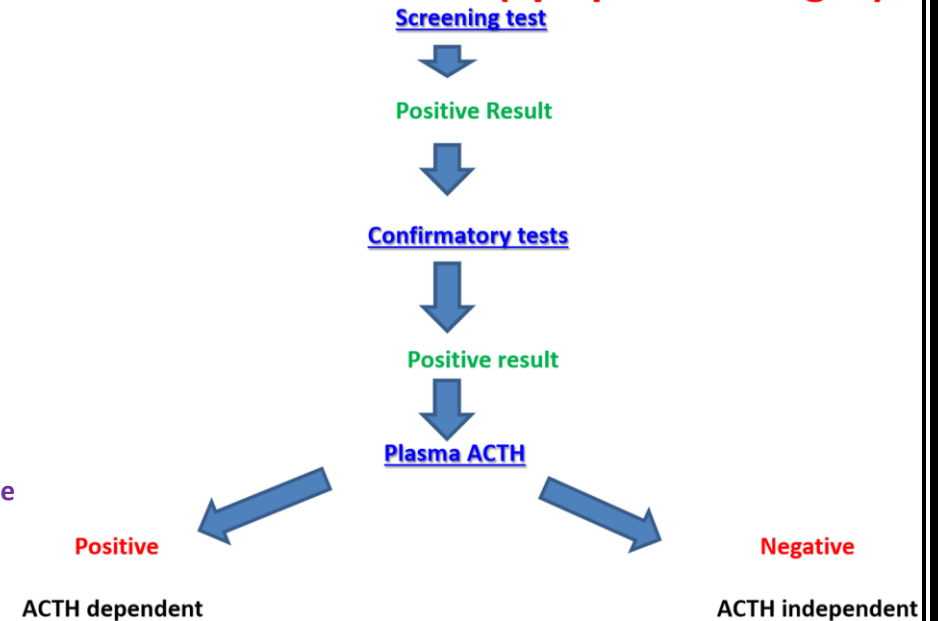 Screening test
Positive Result
Confirmatory tests
Positive result
Plasma ACTH
e
Positive
Negative
ACTH dependent
ACTH independent